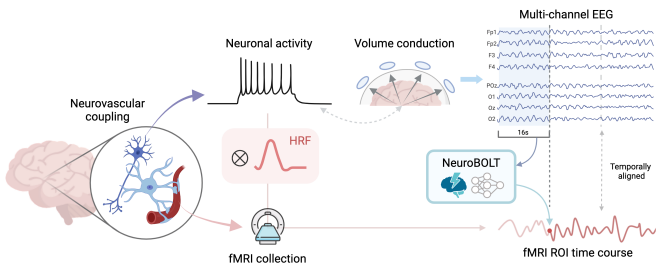 Multi-channel EEG
Neuronal activity
Volume conduction
Fp1
Fp2
F3
F4
POz
O1
Oz
O2
Neurovascular
coupling
16s
HRF
NeuroBOLT
Temporally
aligned
fMRI collection
fMRI ROI time course